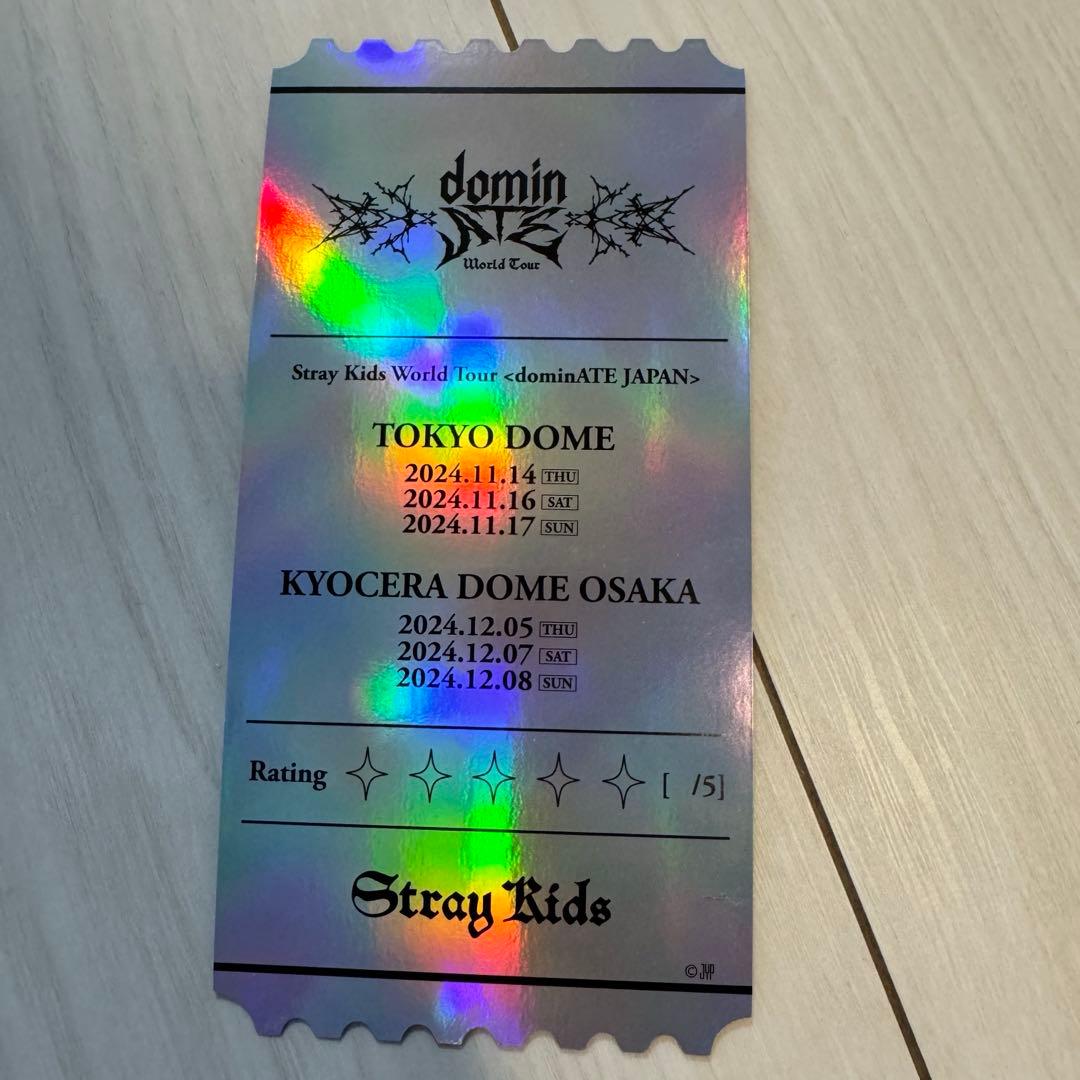 domin
ATE
World Tour
Stray Kids World Tour <dominATE JAPAN>
TOKYO DOME
2024.11.14 THU
2024.11.16 SAT
2024.11.17 SUN
KYOCERA DOME OSAKA
2024.12.05 THU
2024.12.07 SAT
2024.12.08 SUN
Rating [ /5]
Stray Kids
© JYP